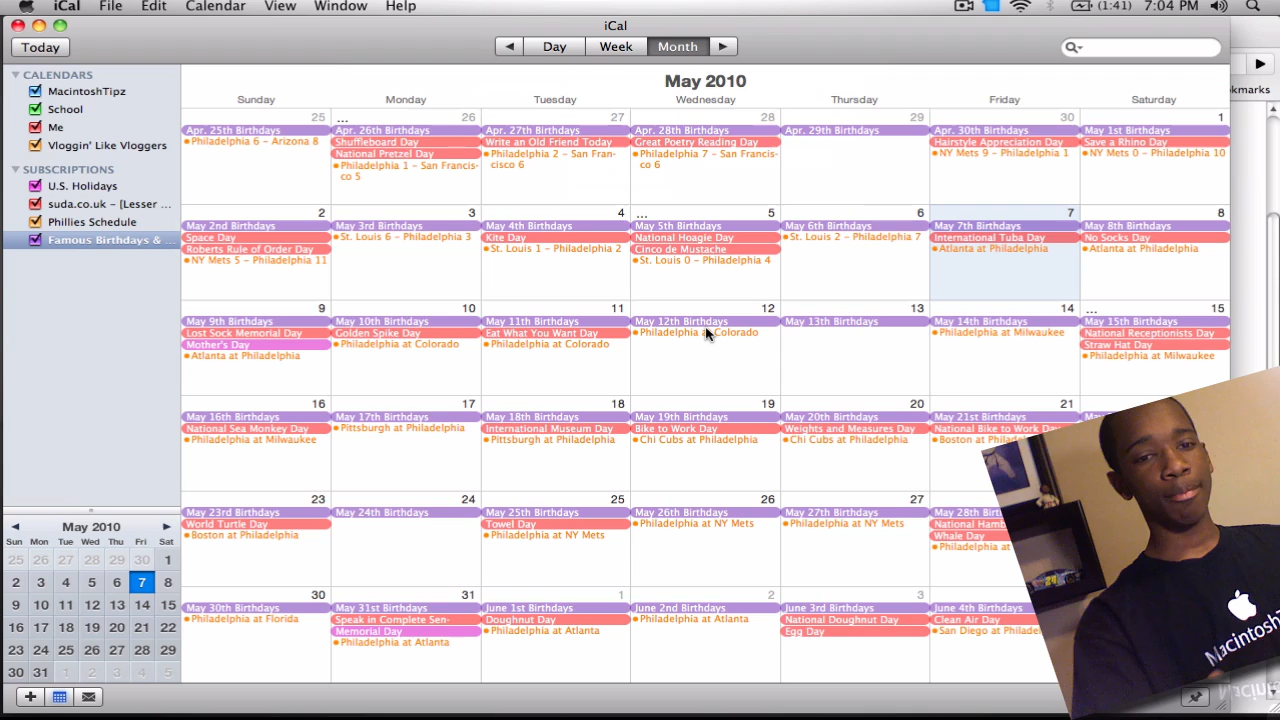 iCal File Edit Calendar View Window Help (1:41) 7:04 PM
iCal
Today Day Week Month
kmarks
CALENDARS
MacintoshTipz
School
Me
Vloggin' Like Vloggers
SUBSCRIPTIONS
U.S. Holidays
suda.co.uk – [Lesser ...
Phillies Schedule
Famous Birthdays & ...
May 2010
Sunday Monday Tuesday Wednesday Thursday Friday Saturday
25 ... 26 27 28 29 30 1
Apr. 25th Birthdays Apr. 26th Birthdays Apr. 27th Birthdays Apr. 28th Birthdays Apr. 29th Birthdays Apr. 30th Birthdays May 1st Birthdays
Philadelphia 6 – Arizona 8 Shuffleboard Day Write an Old Friend Today Great Poetry Reading Day Hairstyle Appreciation Day Save a Rhino Day
National Pretzel Day Philadelphia 2 – San Fran- Philadelphia 7 – San Francis- NY Mets 9 – Philadelphia 1 NY Mets 0 – Philadelphia 10
Philadelphia 1 – San Francis- cisco 6 co 6
co 5
2 3 4 ... 5 6 7 8
May 2nd Birthdays May 3rd Birthdays May 4th Birthdays May 5th Birthdays May 6th Birthdays May 7th Birthdays May 8th Birthdays
Space Day St. Louis 6 – Philadelphia 3 Kite Day National Hoagie Day St. Louis 2 – Philadelphia 7 International Tuba Day No Socks Day
Roberts Rule of Order Day St. Louis 1 – Philadelphia 2 Cinco de Mustache Atlanta at Philadelphia Atlanta at Philadelphia
NY Mets 5 – Philadelphia 11 St. Louis 0 – Philadelphia 4
9 10 11 12 13 14 ... 15
May 9th Birthdays May 10th Birthdays May 11th Birthdays May 12th Birthdays May 13th Birthdays May 14th Birthdays May 15th Birthdays
Lost Sock Memorial Day Golden Spike Day Eat What You Want Day Philadelphia at Colorado Philadelphia at Milwaukee National Receptionists Day
Mother's Day Philadelphia at Colorado Philadelphia at Colorado Straw Hat Day
Atlanta at Philadelphia Philadelphia at Milwaukee
16 17 18 19 20 21
May 16th Birthdays May 17th Birthdays May 18th Birthdays May 19th Birthdays May 20th Birthdays May 21st Birthdays
National Sea Monkey Day Pittsburgh at Philadelphia International Museum Day Bike to Work Day Weights and Measures Day National Bike to Work Day
Philadelphia at Milwaukee Pittsburgh at Philadelphia Chi Cubs at Philadelphia Chi Cubs at Philadelphia Boston at
23 24 25 26 27
May 23rd Birthdays May 24th Birthdays May 25th Birthdays May 26th Birthdays May 27th Birthdays May 28th
World Turtle Day Towel Day Philadelphia at NY Mets Philadelphia at NY Mets National Hamb
Boston at Philadelphia Philadelphia at NY Mets Whale Day
Philadelphia at
30 31 1 2 3
May 30th Birthdays May 31st Birthdays June 1st Birthdays June 2nd Birthdays June 3rd Birthdays June 4th
Philadelphia at Florida Speak in Complete Sen- Doughnut Day Philadelphia at Atlanta National Doughnut Day Clean Air Day
Memorial Day Philadelphia at Atlanta Egg Day San Diego at
Philadelphia at Atlanta
May 2010
Sun Mon Tue Wed Thu Fri Sat
25 26 27 28 29 30 1
2 3 4 5 6 7 8
9 10 11 12 13 14 15
16 17 18 19 20 21 22
23 24 25 26 27 28 29
30 31 1 2 3 4 5
Macintosh